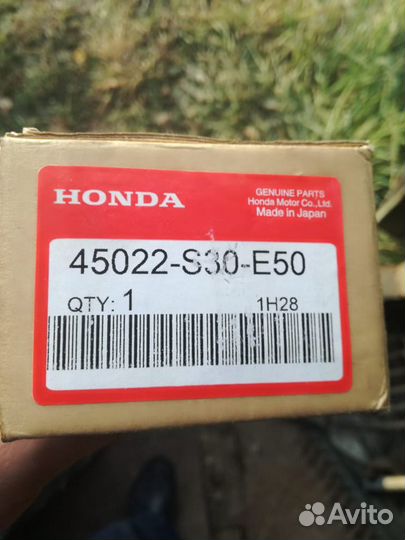 HONDA
GENUINE PARTS
Honda Motor Co.,Ltd.
Made in Japan
45022-S30-E50
QTY: 1
1H28
Avito